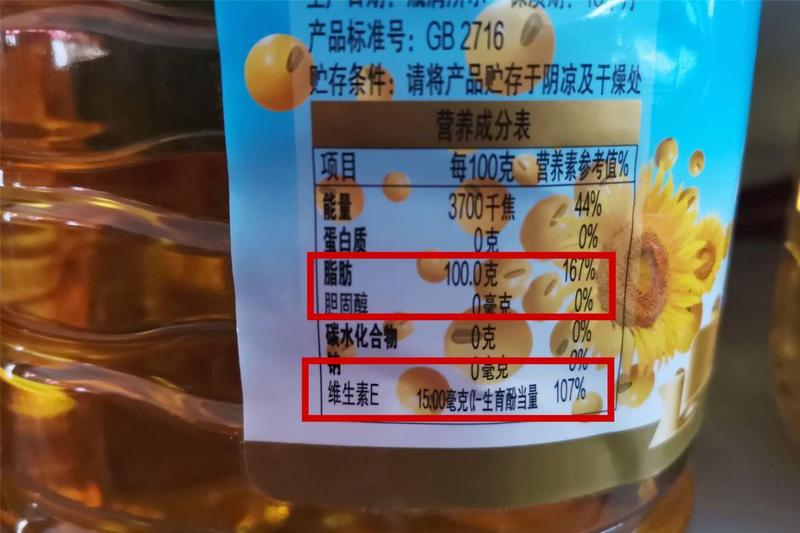 产品标准号：GB 2716
贮存条件：请将产品贮存于阴凉及干燥处
营养成分表
项目 每100克 营养素参考值%
能量 3700千焦 44%
蛋白质 0克 0%
脂肪 100.0克 167%
胆固醇 0毫克 0%
碳水化合物 0克 0%
钠 0毫克 0%
维生素E 15.00毫克α-生育酚当量 107%